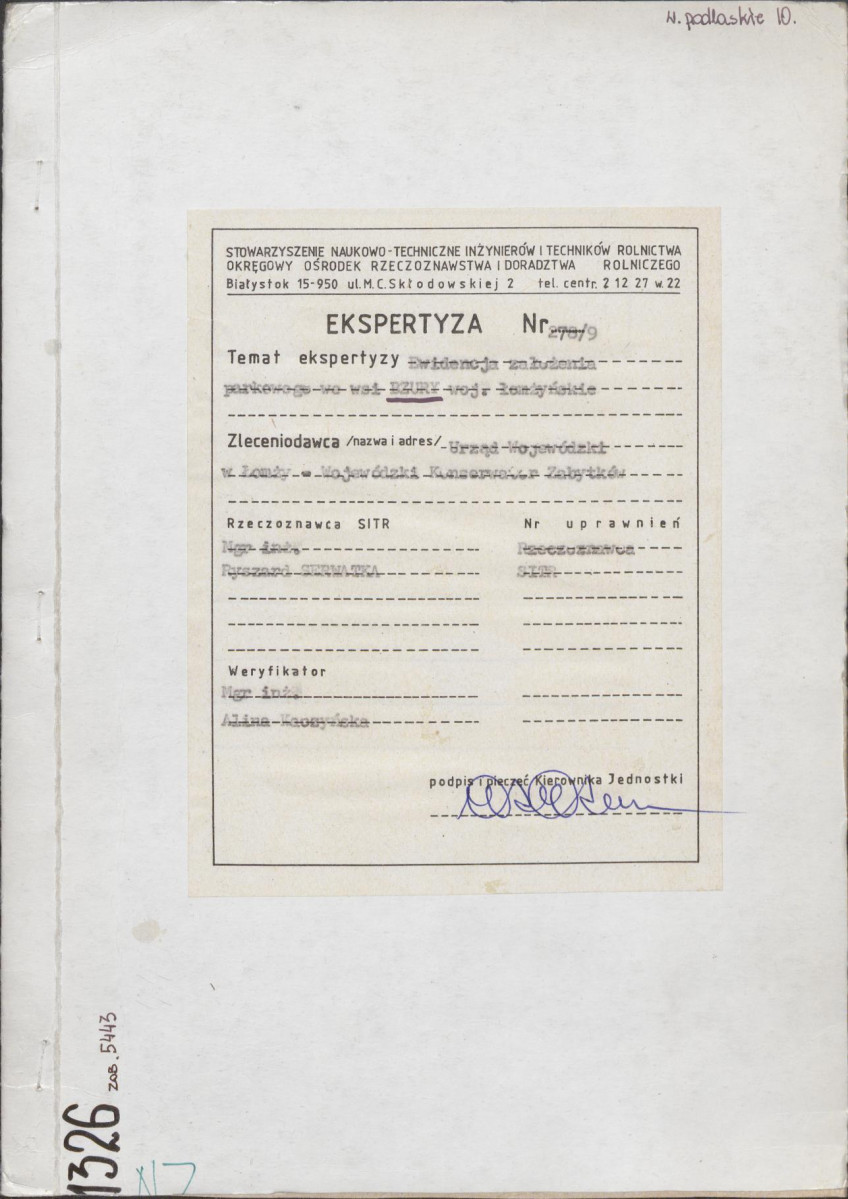 w. podlaskie 10.
STOWARZYSZENIE NAUKOWO-TECHNICZNE INŻYNIERÓW I TECHNIKÓW ROLNICTWA
OKRĘGOWY OŚRODEK RZECZOZNAWSTWA I DORADZTWA ROLNICZEGO
Białystok 15-950 ul. M.C. Skłodowskiej 2 tel. centr. 2 12 27 w. 22
EKSPERTYZA Nr 278/9
Temat ekspertyzy Ewidencja założenia
parkowego we wsi BZURY woj. łomżyńskie
Zleceniodawca /nazwa i adres/ Urząd Wojewódzki
w Łomży - Wojewódzki Konserwator Zabytków
Rzeczoznawca SITR Nr uprawnień
Mgr inż. Rzeczoznawca
Ryszard SERWATKA SITR
Weryfikator
Mgr inż.
Alina
podpis i pieczęć Kierownika Jednostki
1326 zab. 5443